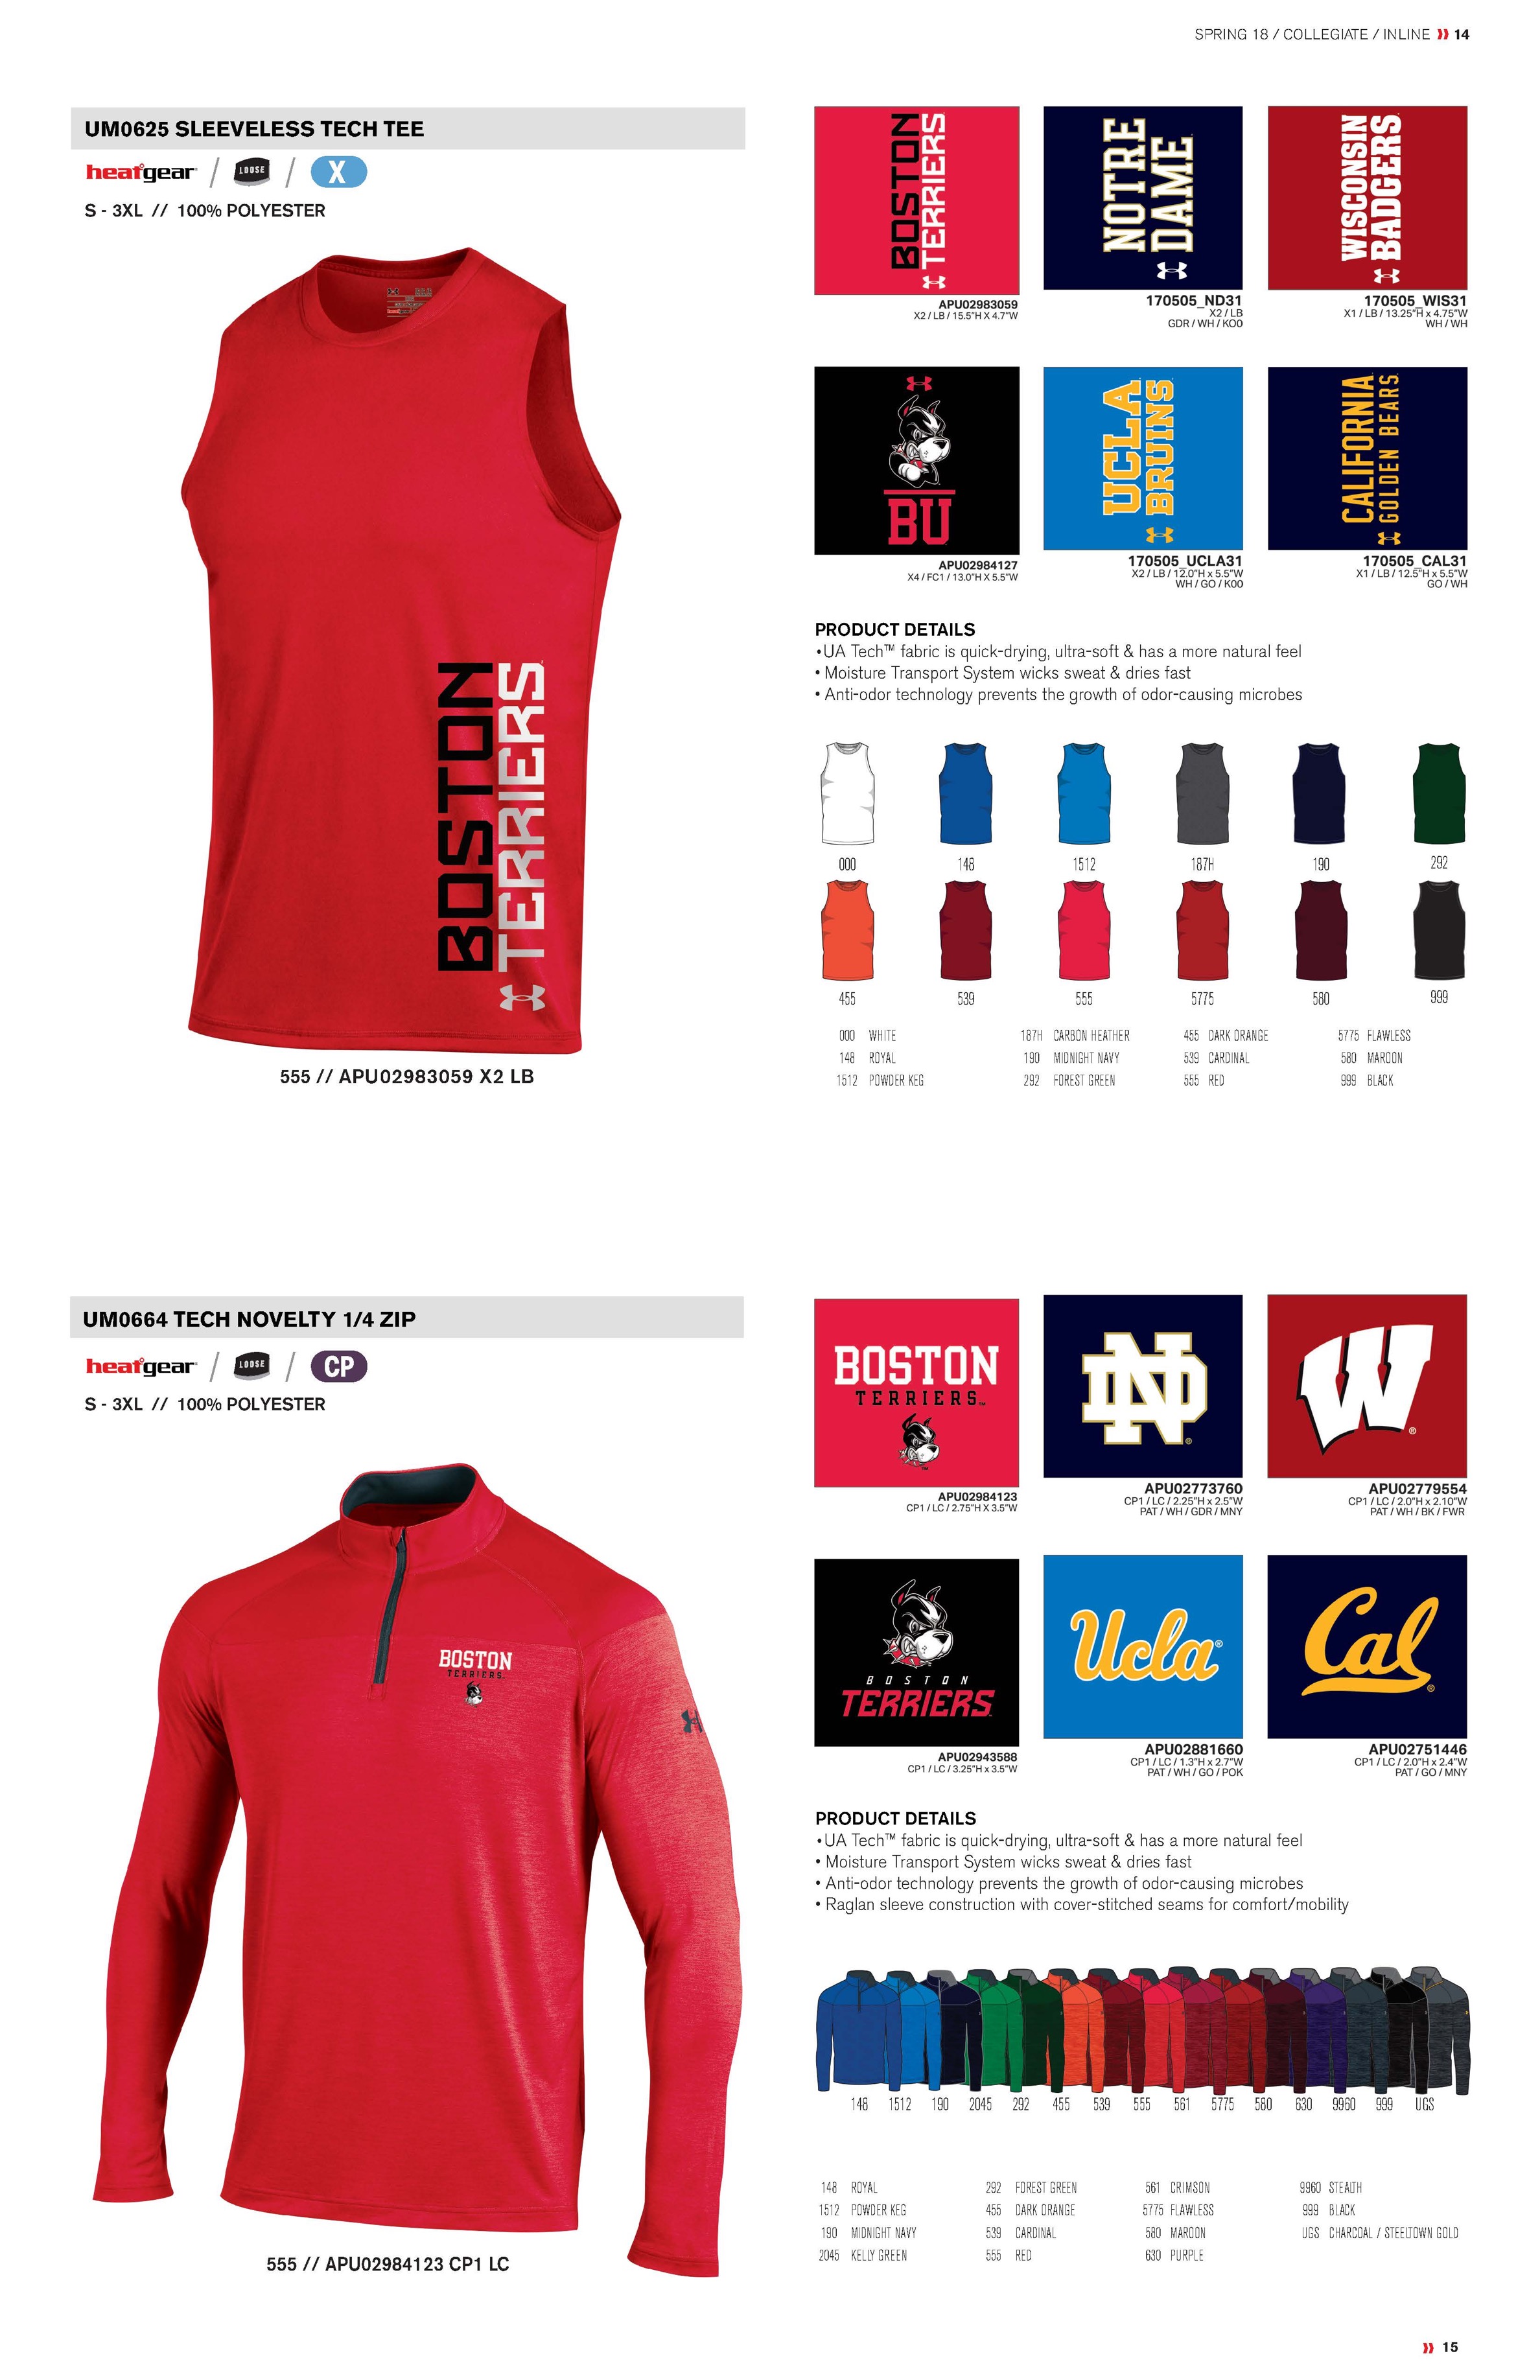 SPRING 18 / COLLEGIATE / INLINE 14
UM0625 SLEEVELESS TECH TEE
heatgear / LOOSE / X
S - 3XL // 100% POLYESTER
BOSTON
TERRIERS
555 // APU02983059 X2 LB
BOSTON
TERRIERS
APU02983059
X2 / LB / 15.5"H X 4.7"W
NOTRE
DAME
170505_ND31
X2 / LB
GDR / WH / KO0
WISCONSIN
BADGERS
170505_WIS31
X1 / LB / 13.25"H x 4.75"W
WH / WH
BU
APU02984127
X4 / FC1 / 13.0"H X 5.5"W
UCLA
BRUINS
170505_UCLA31
X2 / LB / 12.0"H x 5.5"W
WH / GO / K00
CALIFORNIA
GOLDEN BEARS
170505_CAL31
X1 / LB / 12.5"H x 5.5"W
GO / WH
PRODUCT DETAILS
•UA Tech™ fabric is quick-drying, ultra-soft & has a more natural feel
• Moisture Transport System wicks sweat & dries fast
• Anti-odor technology prevents the growth of odor-causing microbes
000 148 1512 187H 190 292
455 539 555 5775 580 999
000 WHITE 187H CARBON HEATHER 455 DARK ORANGE 5775 FLAWLESS
148 ROYAL 190 MIDNIGHT NAVY 539 CARDINAL 580 MAROON
1512 POWDER KEG 292 FOREST GREEN 555 RED 999 BLACK
UM0664 TECH NOVELTY 1/4 ZIP
heatgear / LOOSE / CP
S - 3XL // 100% POLYESTER
BOSTON
TERRIERS
555 // APU02984123 CP1 LC
BOSTON
TERRIERS™
APU02984123
CP1 / LC / 2.75"H X 3.5"W
ND®
APU02773760
CP1 / LC / 2.25"H x 2.5"W
PAT / WH / GDR / MNY
W®
APU02779554
CP1 / LC / 2.0"H x 2.10"W
PAT / WH / BK / FWR
BOSTON
TERRIERS
APU02943588
CP1 / LC / 3.25"H x 3.5"W
Ucla®
APU02881660
CP1 / LC / 1.3"H x 2.7"W
PAT / WH / GO / POK
Cal®
APU02751446
CP1 / LC / 2.0"H x 2.4"W
PAT / GO / MNY
PRODUCT DETAILS
•UA Tech™ fabric is quick-drying, ultra-soft & has a more natural feel
• Moisture Transport System wicks sweat & dries fast
• Anti-odor technology prevents the growth of odor-causing microbes
• Raglan sleeve construction with cover-stitched seams for comfort/mobility
148 1512 190 2045 292 455 539 555 561 5775 580 630 9960 999 UGS
148 ROYAL 292 FOREST GREEN 561 CRIMSON 9960 STEALTH
1512 POWDER KEG 455 DARK ORANGE 5775 FLAWLESS 999 BLACK
190 MIDNIGHT NAVY 539 CARDINAL 580 MAROON UGS CHARCOAL / STEELTOWN GOLD
2045 KELLY GREEN 555 RED 630 PURPLE
15